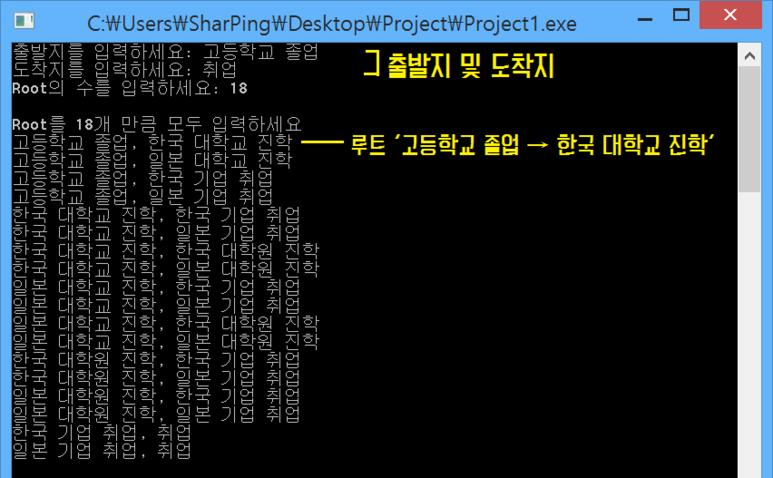 C:₩Users₩SharPing₩Desktop₩Project₩Project1.exe
출발지를 입력하세요: 고등학교 졸업
도착지를 입력하세요: 취업
출발지 및 도착지
Root의 수를 입력하세요: 18
Root를 18개 만큼 모두 입력하세요
고등학교 졸업, 한국 대학교 진학
루트 '고등학교 졸업 → 한국 대학교 진학'
고등학교 졸업, 일본 대학교 진학
고등학교 졸업, 한국 기업 취업
고등학교 졸업, 일본 기업 취업
한국 대학교 진학, 한국 기업 취업
한국 대학교 진학, 일본 기업 취업
한국 대학교 진학, 한국 대학원 진학
한국 대학교 진학, 일본 대학원 진학
일본 대학교 진학, 한국 기업 취업
일본 대학교 진학, 일본 기업 취업
일본 대학교 진학, 한국 대학원 진학
일본 대학교 진학, 일본 대학원 진학
한국 대학원 진학, 한국 기업 취업
한국 대학원 진학, 일본 기업 취업
일본 대학원 진학, 한국 기업 취업
일본 대학원 진학, 일본 기업 취업
한국 기업 취업, 취업
일본 기업 취업, 취업